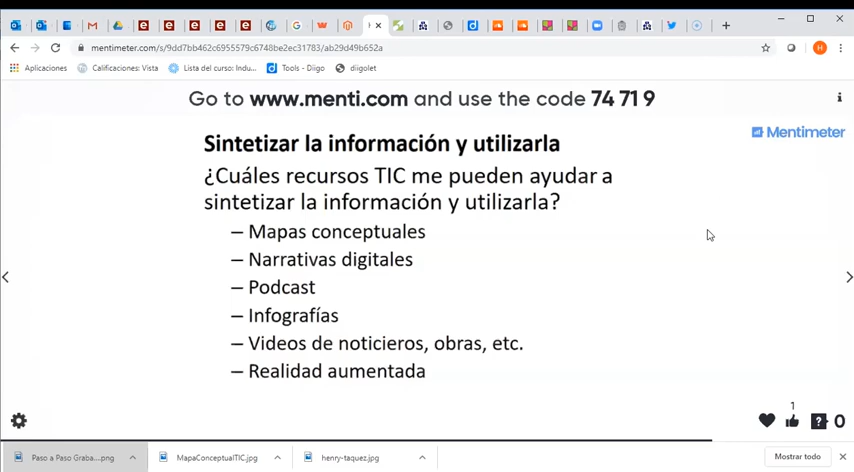 mentimeter.com/s/9dd7bb462c6955579c6748be2ec31783/ab29d49b652a
H
Aplicaciones
Calificaciones: Vista
Lista del curso: Indu...
Tools - Diigo
diigolet
Go to www.menti.com and use the code 74 71 9
Mentimeter
Sintetizar la información y utilizarla
¿Cuáles recursos TIC me pueden ayudar a
sintetizar la información y utilizarla?
– Mapas conceptuales
– Narrativas digitales
– Podcast
– Infografías
– Videos de noticieros, obras, etc.
– Realidad aumentada
1
0
Paso a Paso Graba....png
MapaConceptualTIC.jpg
henry-taquez.jpg
Mostrar todo